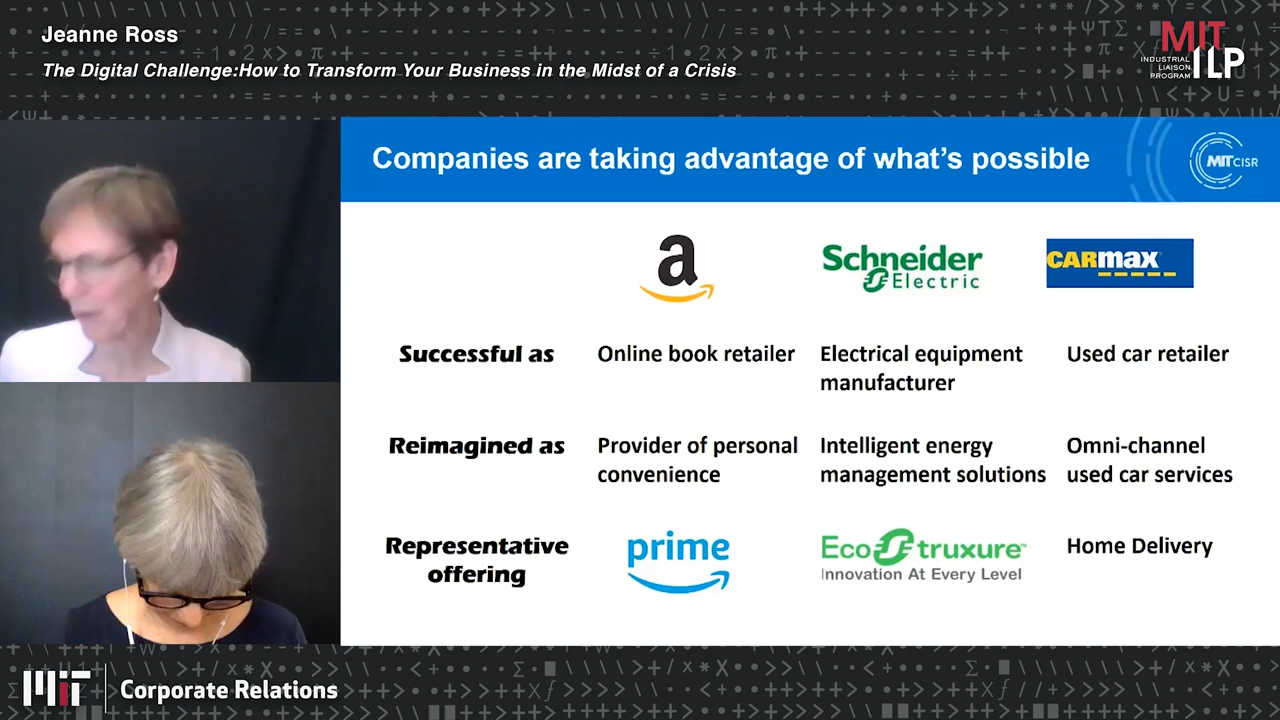 Jeanne Ross
The Digital Challenge:How to Transform Your Business in the Midst of a Crisis
MIT
INDUSTRIAL
LIAISON
PROGRAM
ILP
Companies are taking advantage of what's possible
MIT CISR
a
Schneider
Electric
CARMAX
Successful as
Online book retailer
Electrical equipment
manufacturer
Used car retailer
Reimagined as
Provider of personal
convenience
Intelligent energy
management solutions
Omni-channel
used car services
Representative
offering
prime
EcoStruxure™
Innovation At Every Level
Home Delivery
MIT
Corporate Relations